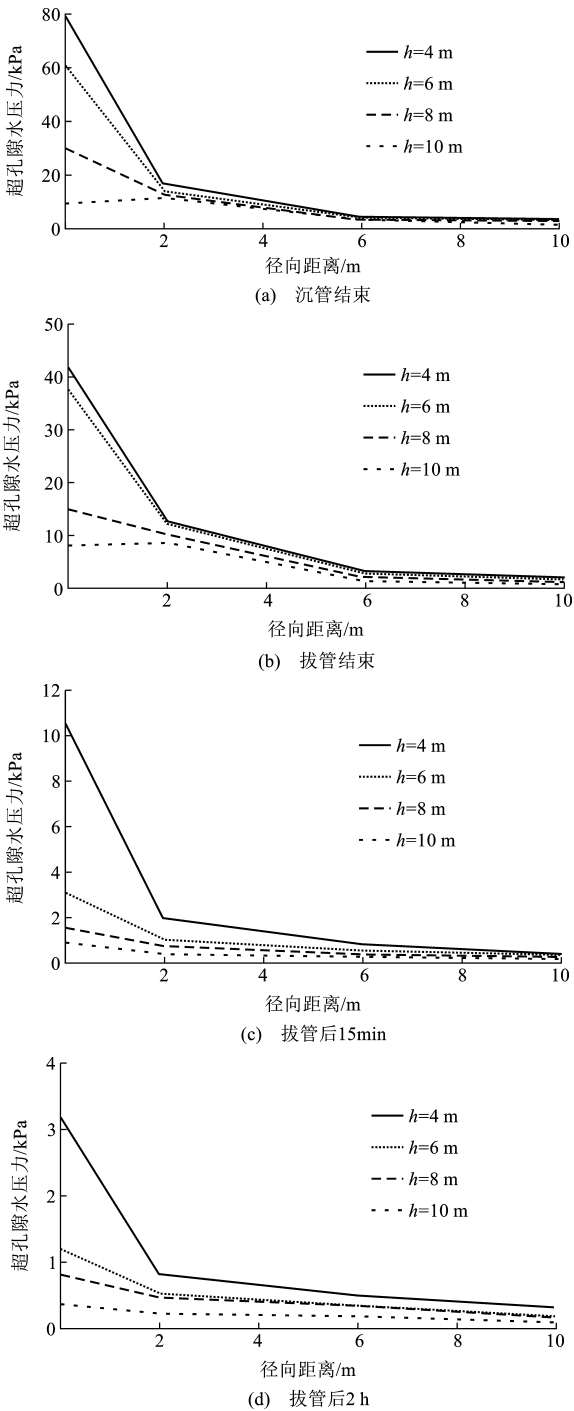 80
60
40
20
0
超孔隙水压力/kPa
h=4 m
h=6 m
h=8 m
h=10 m
2
4
6
8
10
径向距离/m
(a) 沉管结束
50
40
30
20
10
0
超孔隙水压力/kPa
h=4 m
h=6 m
h=8 m
h=10 m
2
4
6
8
10
径向距离/m
(b) 拔管结束
12
10
8
6
4
2
0
超孔隙水压力/kPa
h=4 m
h=6 m
h=8 m
h=10 m
2
4
6
8
10
径向距离/m
(c) 拔管后15min
4
3
2
1
0
超孔隙水压力/kPa
h=4 m
h=6 m
h=8 m
h=10 m
2
4
6
8
10
径向距离/m
(d) 拔管后2 h